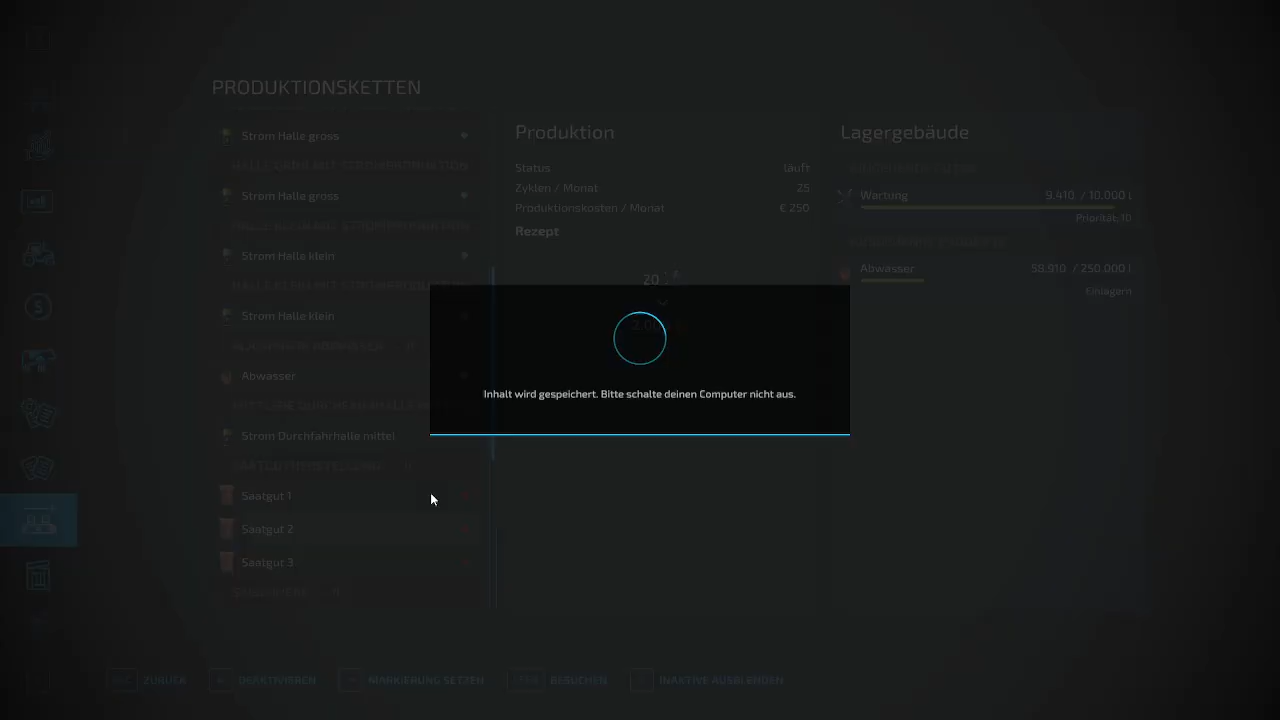 PRODUKTIONSKETTEN
Strom Halle gross
Strom Halle gross
Strom Halle klein
Strom Halle klein
Abwasser
Strom Durchfahrhalle mittel
Saatgut 1
Saatgut 2
Saatgut 3
Produktion
Status läuft
Zyklen / Monat 25
Produktionskosten / Monat € 250
Rezept
20
Lagergebäude
Wartung 9.410 / 10.000 l
Priorität: 10
Abwasser 58.910 / 250.000 l
Einlagern
Inhalt wird gespeichert. Bitte schalte deinen Computer nicht aus.
ZURÜCK
DEAKTIVIEREN
MARKIERUNG SETZEN
BESUCHEN
INAKTIVE AUSBLENDEN